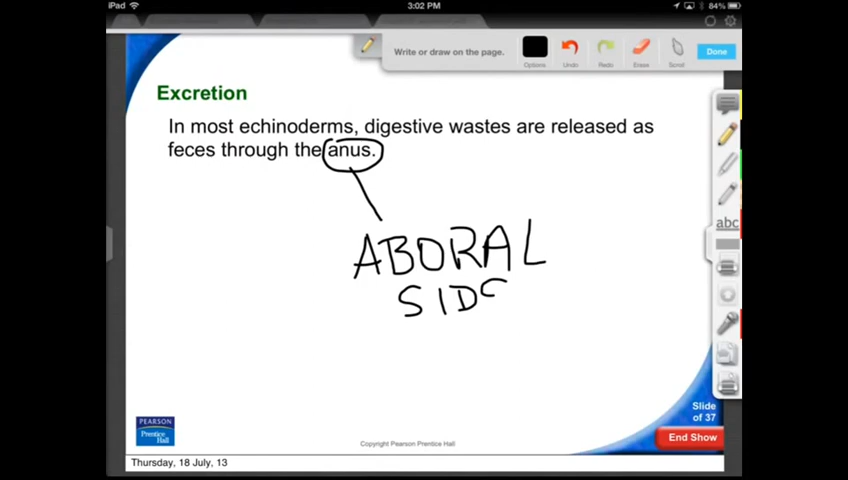 iPad
3:02 PM
84%
Write or draw on the page.
Options
Undo
Redo
Erase
Scroll
Done
Excretion
In most echinoderms, digestive wastes are released as
feces through the anus.
ABORAL
SID
abc
PEARSON
Prentice
Hall
Copyright Pearson Prentice Hall
Slide
of 37
End Show
Thursday, 18 July, 13